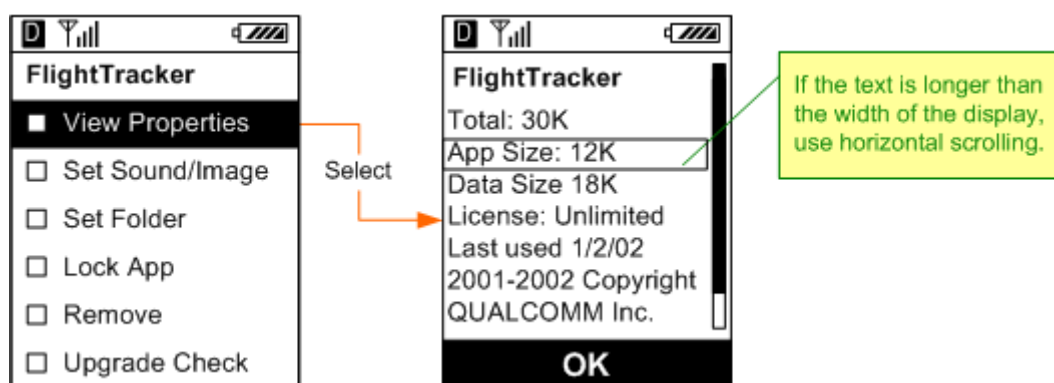 D
FlightTracker
View Properties
Set Sound/Image
Set Folder
Lock App
Remove
Upgrade Check
Select
D
FlightTracker
Total: 30K
App Size: 12K
Data Size 18K
License: Unlimited
Last used 1/2/02
2001-2002 Copyright
QUALCOMM Inc.
OK
If the text is longer than
the width of the display,
use horizontal scrolling.